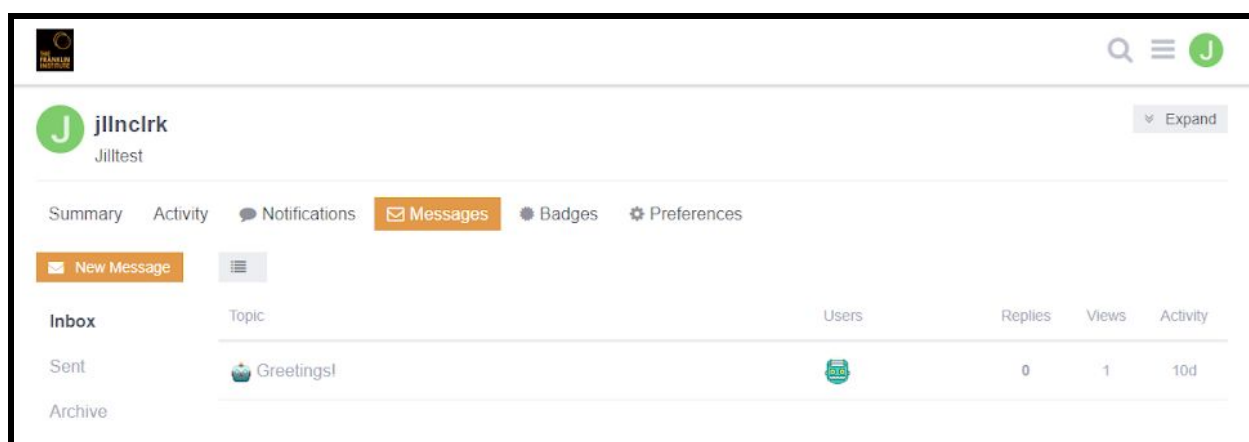 THE
FRANKLIN
INSTITUTE
J
J
jllnclrk
Jilltest
Expand
Summary Activity Notifications Messages Badges Preferences
New Message
Inbox
Topic Users Replies Views Activity
Sent
Greetings! 0 1 10d
Archive